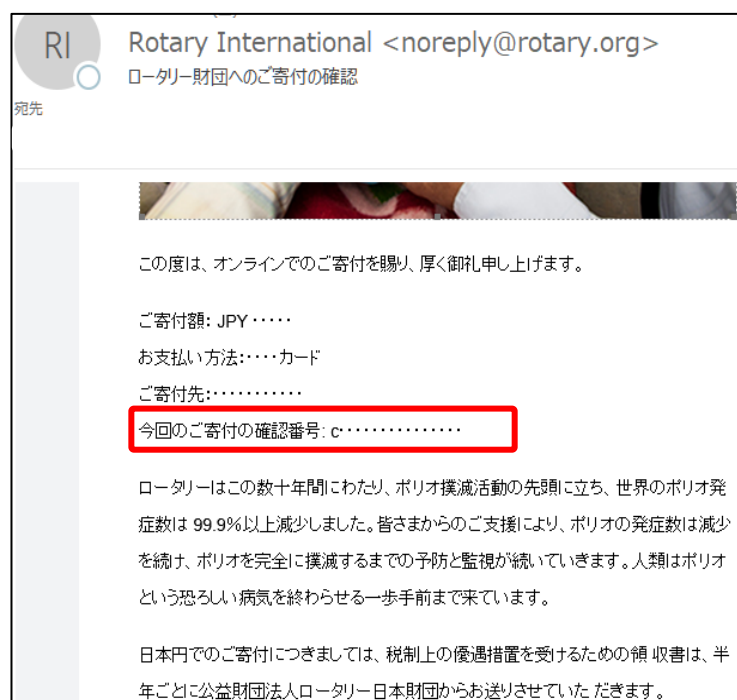 RI
Rotary International <noreply@rotary.org>
ロータリー財団へのご寄付の確認
宛先
この度は、オンラインでのご寄付を賜り、厚く御礼申し上げます。
ご寄付額: JPY ・・・・・
お支払い方法:・・・・カード
ご寄付先:・・・・・・・・・・・
今回のご寄付の確認番号: c・・・・・・・・・・・・・・・
ロータリーはこの数十年間にわたり、ポリオ撲滅活動の先頭に立ち、世界のポリオ発
症数は 99.9%以上減少しました。皆さまからのご支援により、ポリオの発症数は減少
を続け、ポリオを完全に撲滅するまでの予防と監視が続いていきます。人類はポリオ
という恐ろしい病気を終わらせる一歩手前まで来ています。
日本円でのご寄付につきましては、税制上の優遇措置を受けるための領 収書は、半
年ごとに公益財団法人ロータリー日本財団からお送りさせていた だきます。